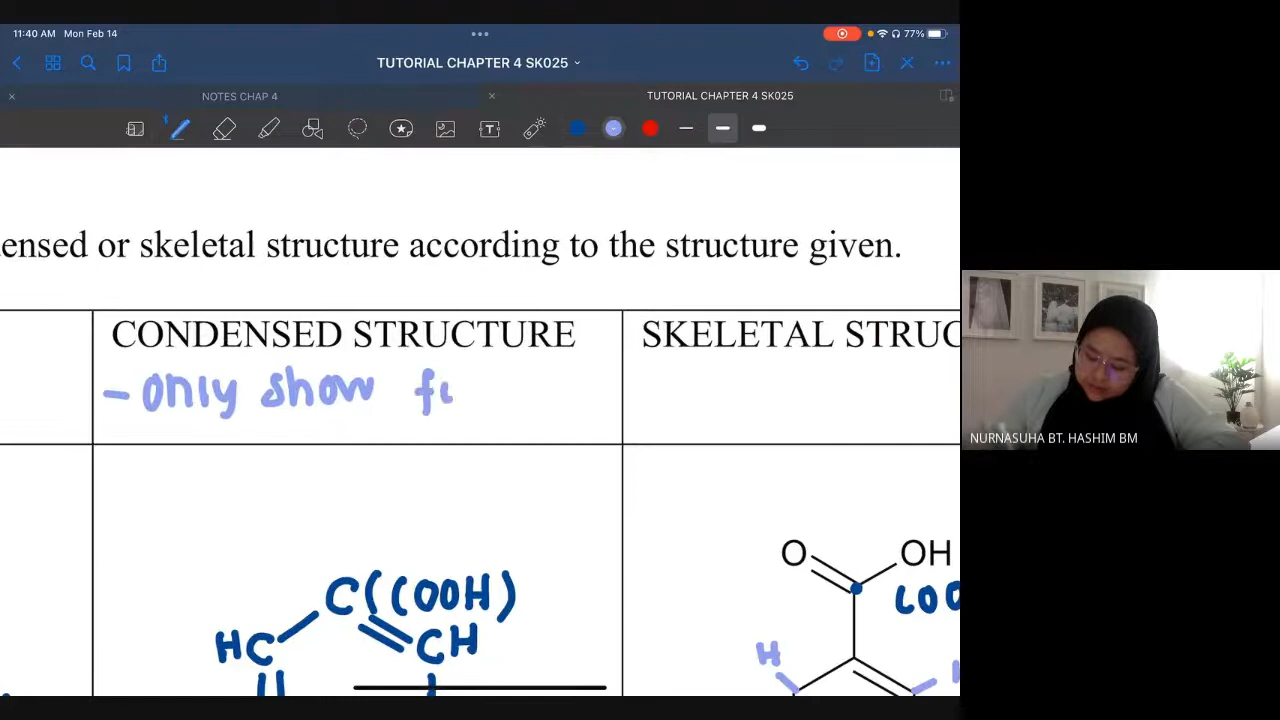 11:40 AM Mon Feb 14
77%
TUTORIAL CHAPTER 4 SK025
NOTES CHAP 4
TUTORIAL CHAPTER 4 SK025
T
ensed or skeletal structure according to the structure given.
CONDENSED STRUCTURE
SKELETAL STRUC
- only show
O
OH
C(COOH)
COO
HC
CH
H
NURNASUHA BT. HASHIM BM